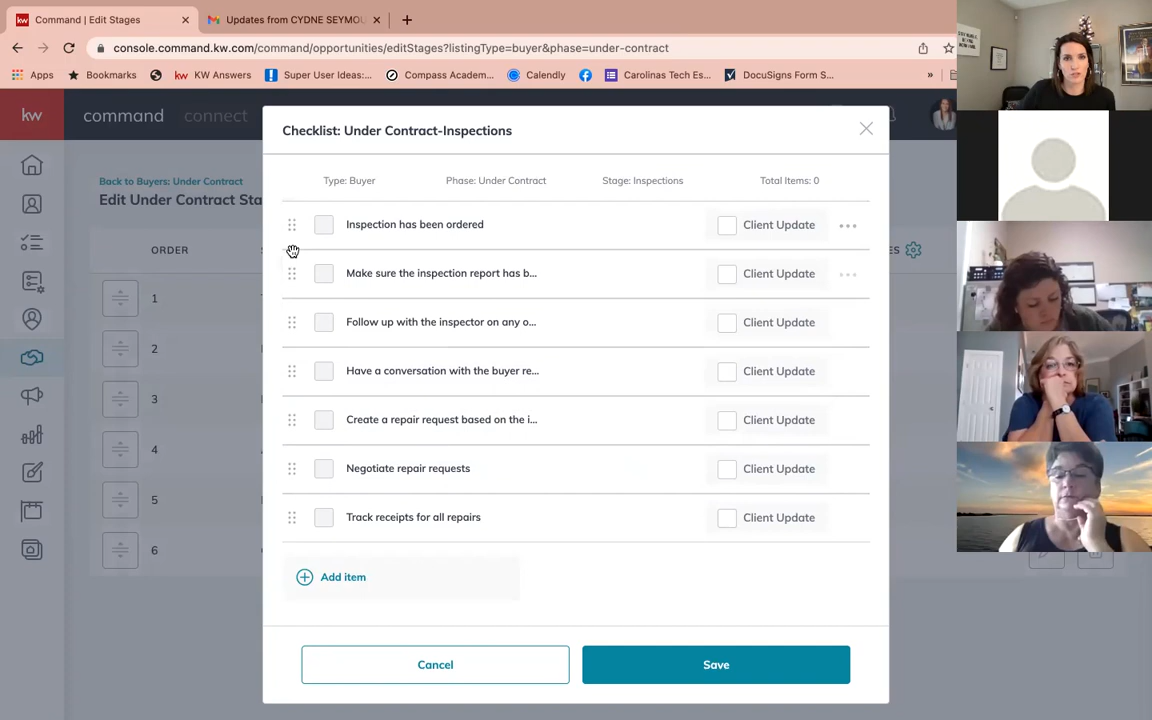 kw Command | Edit Stages
Updates from CYDNE SEYMOU
console.command.kw.com/command/opportunities/editStages?listingType=buyer&phase=under-contract
Apps Bookmarks kw KW Answers Super User Ideas:... Compass Academ... Calendly Carolinas Tech Es... DocuSigns Form S... »
kw command connect
Back to Buyers: Under Contract
Edit Under Contract Sta
ORDER S ES
1
2
3
4
5
6
Checklist: Under Contract-Inspections
Type: Buyer Phase: Under Contract Stage: Inspections Total Items: 0
Inspection has been ordered Client Update
Make sure the inspection report has b... Client Update
Follow up with the inspector on any o... Client Update
Have a conversation with the buyer re... Client Update
Create a repair request based on the i... Client Update
Negotiate repair requests Client Update
Track receipts for all repairs Client Update
Add item
Cancel Save